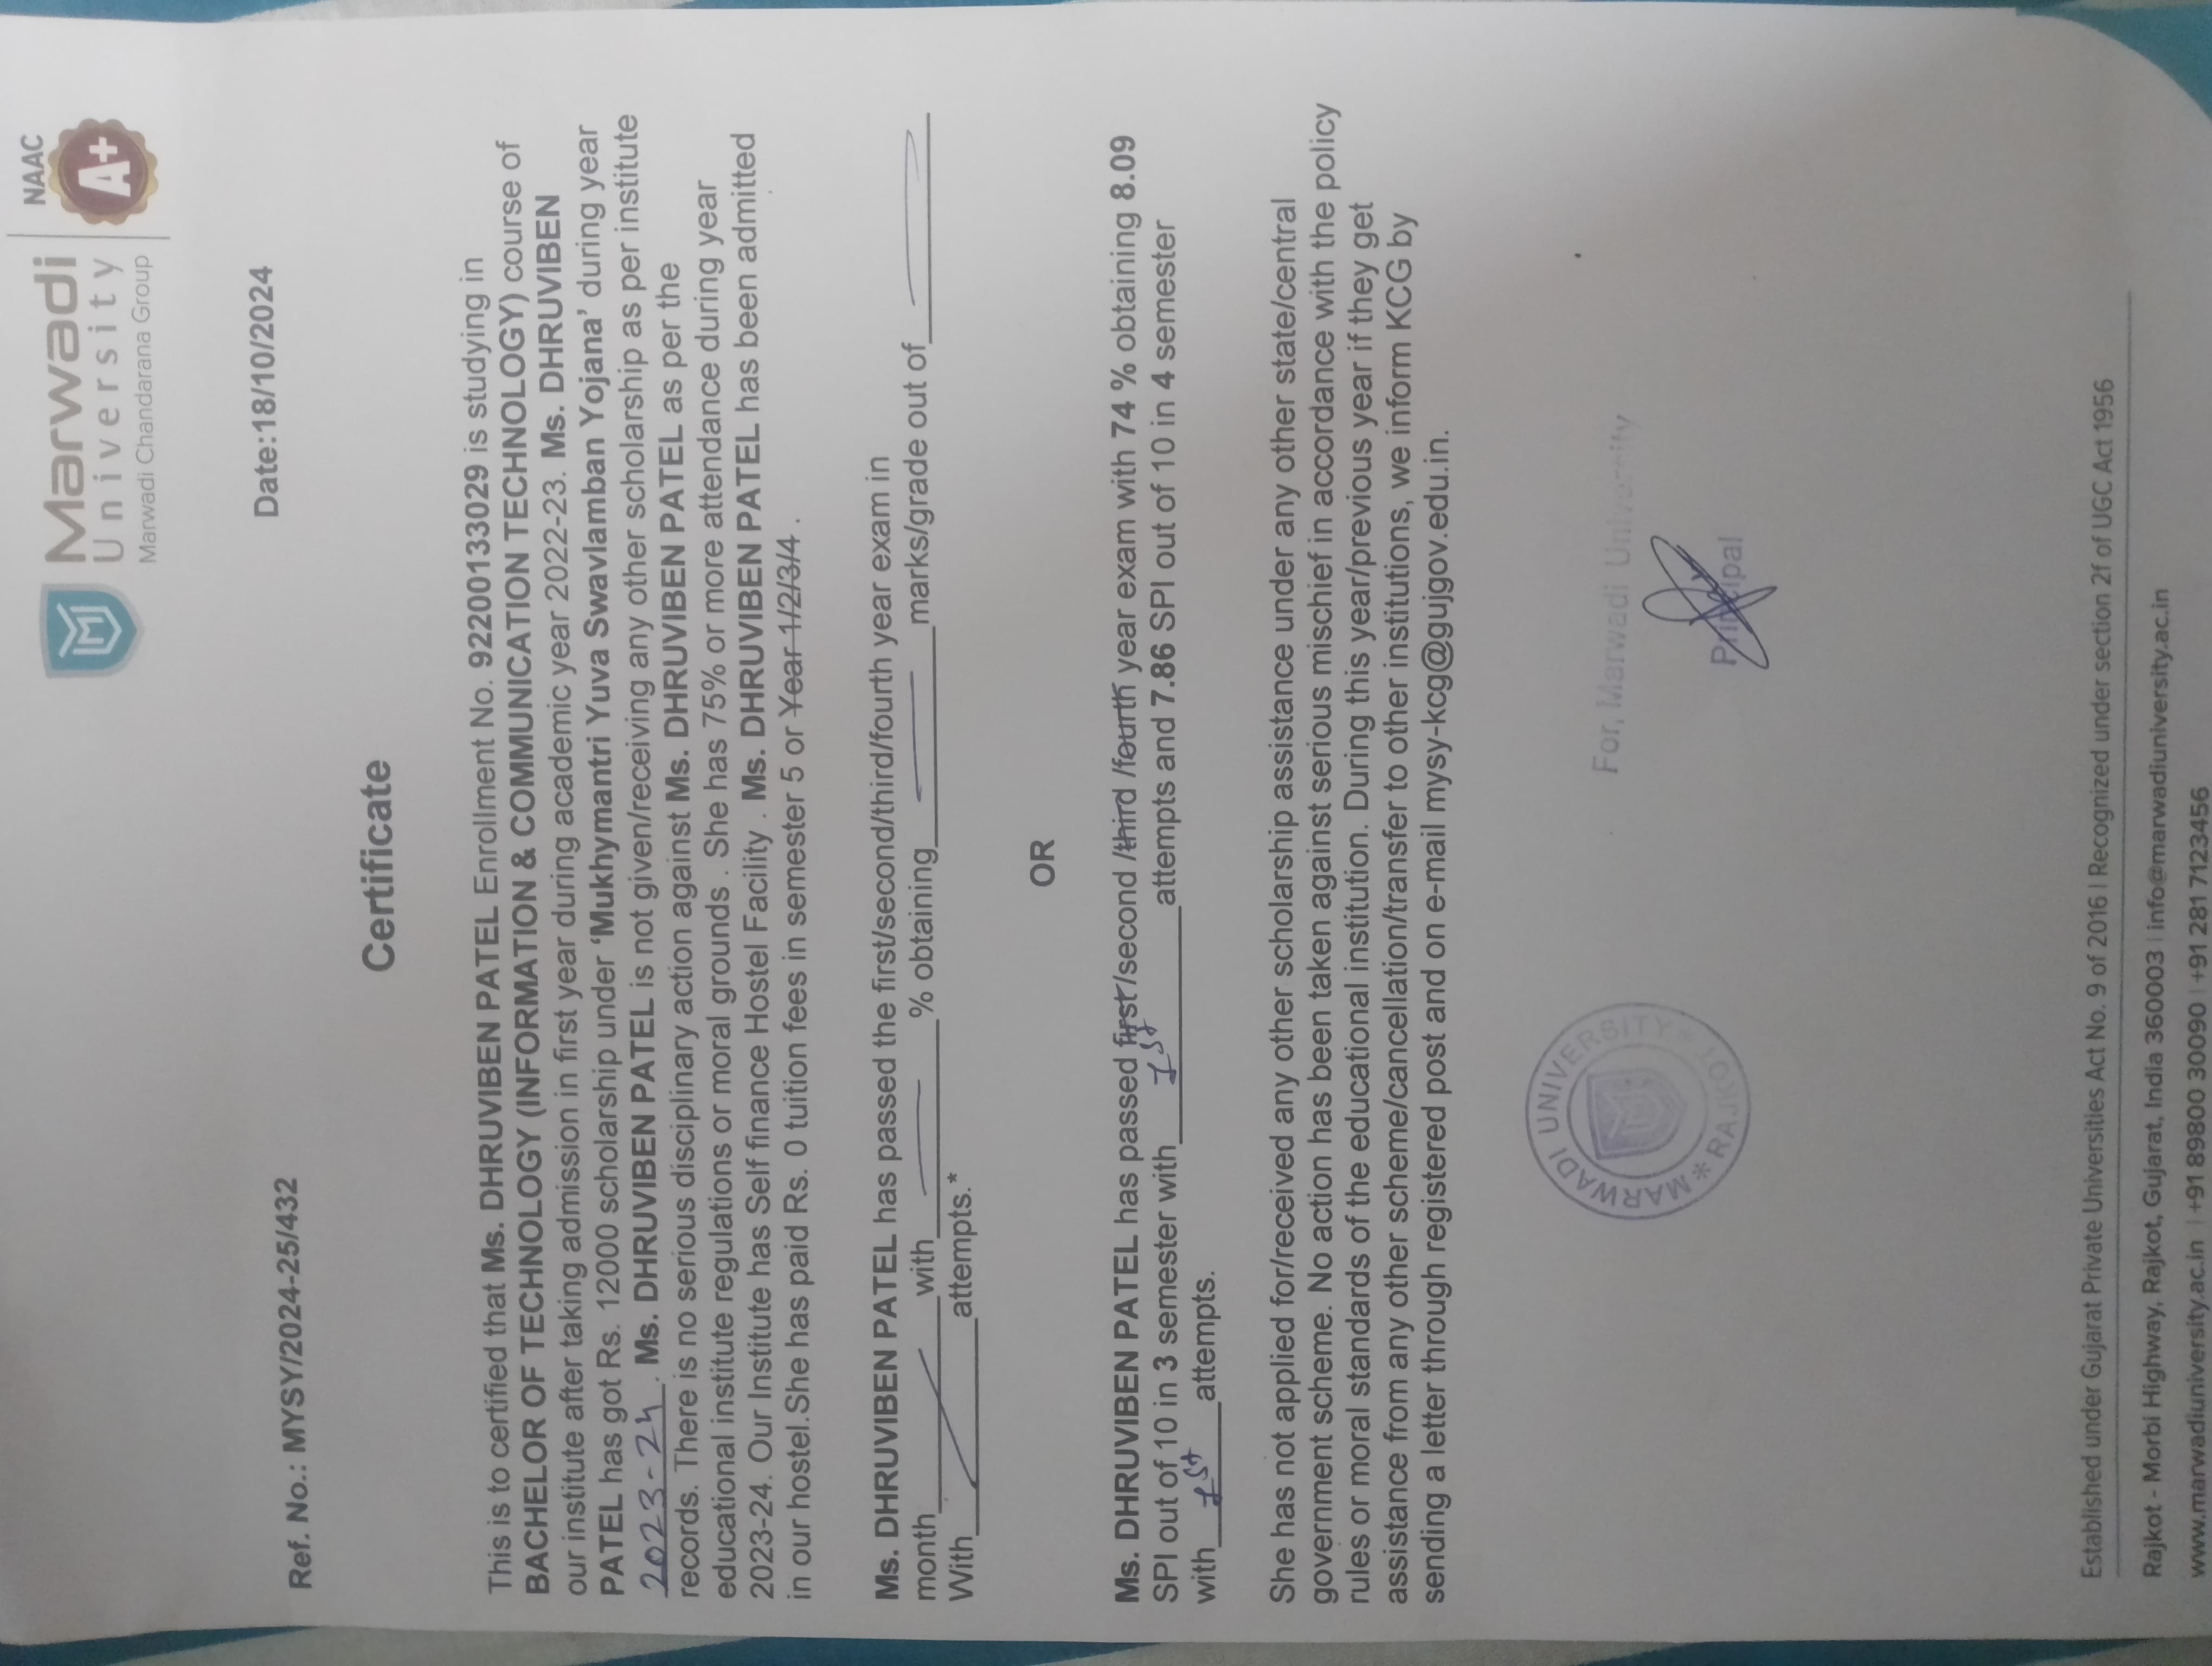 Marwadi
University
Marwadi Chandarana Group
NAAC
A+
Ref. No.: MYSY/2024-25/432
Date:18/10/2024
Certificate
This is to certified that Ms. DHRUVIBEN PATEL Enrollment No. 92200133029 is studying in
BACHELOR OF TECHNOLOGY (INFORMATION & COMMUNICATION TECHNOLOGY) course of
our institute after taking admission in first year during academic year 2022-23. Ms. DHRUVIBEN
PATEL has got Rs. 12000 scholarship under ‘Mukhymantri Yuva Swavlamban Yojana’ during year
2023-24. Ms. DHRUVIBEN PATEL is not given/receiving any other scholarship as per institute
records. There is no serious disciplinary action against Ms. DHRUVIBEN PATEL as per the
educational institute regulations or moral grounds . She has 75% or more attendance during year
2023-24. Our Institute has Self finance Hostel Facility . Ms. DHRUVIBEN PATEL has been admitted
in our hostel.She has paid Rs. 0 tuition fees in semester 5 or Year 1/2/3/4 .
Ms. DHRUVIBEN PATEL has passed the first/second/third/fourth year exam in
month____with____% obtaining____marks/grade out of____
With____attempts.*
OR
Ms. DHRUVIBEN PATEL has passed first/second /third /fourth year exam with 74 % obtaining 8.09
SPI out of 10 in 3 semester with 1st attempts and 7.86 SPI out of 10 in 4 semester
with 1st attempts.
She has not applied for/received any other scholarship assistance under any other state/central
government scheme. No action has been taken against serious mischief in accordance with the policy
rules or moral standards of the educational institution. During this year/previous year if they get
assistance from any other scheme/cancellation/transfer to other institutions, we inform KCG by
sending a letter through registered post and on e-mail mysy-kcg@gujgov.edu.in.
MARWADI UNIVERSITY
* RAJKOT *
For, Marwadi University
Principal
Established under Gujarat Private Universities Act No. 9 of 2016 | Recognized under section 2f of UGC Act 1956
Rajkot - Morbi Highway, Rajkot, Gujarat, India 360003 | info@marwadiuniversity.ac.in
www.marwadiuniversity.ac.in | +91 89800 30090 | +91 281 7123456